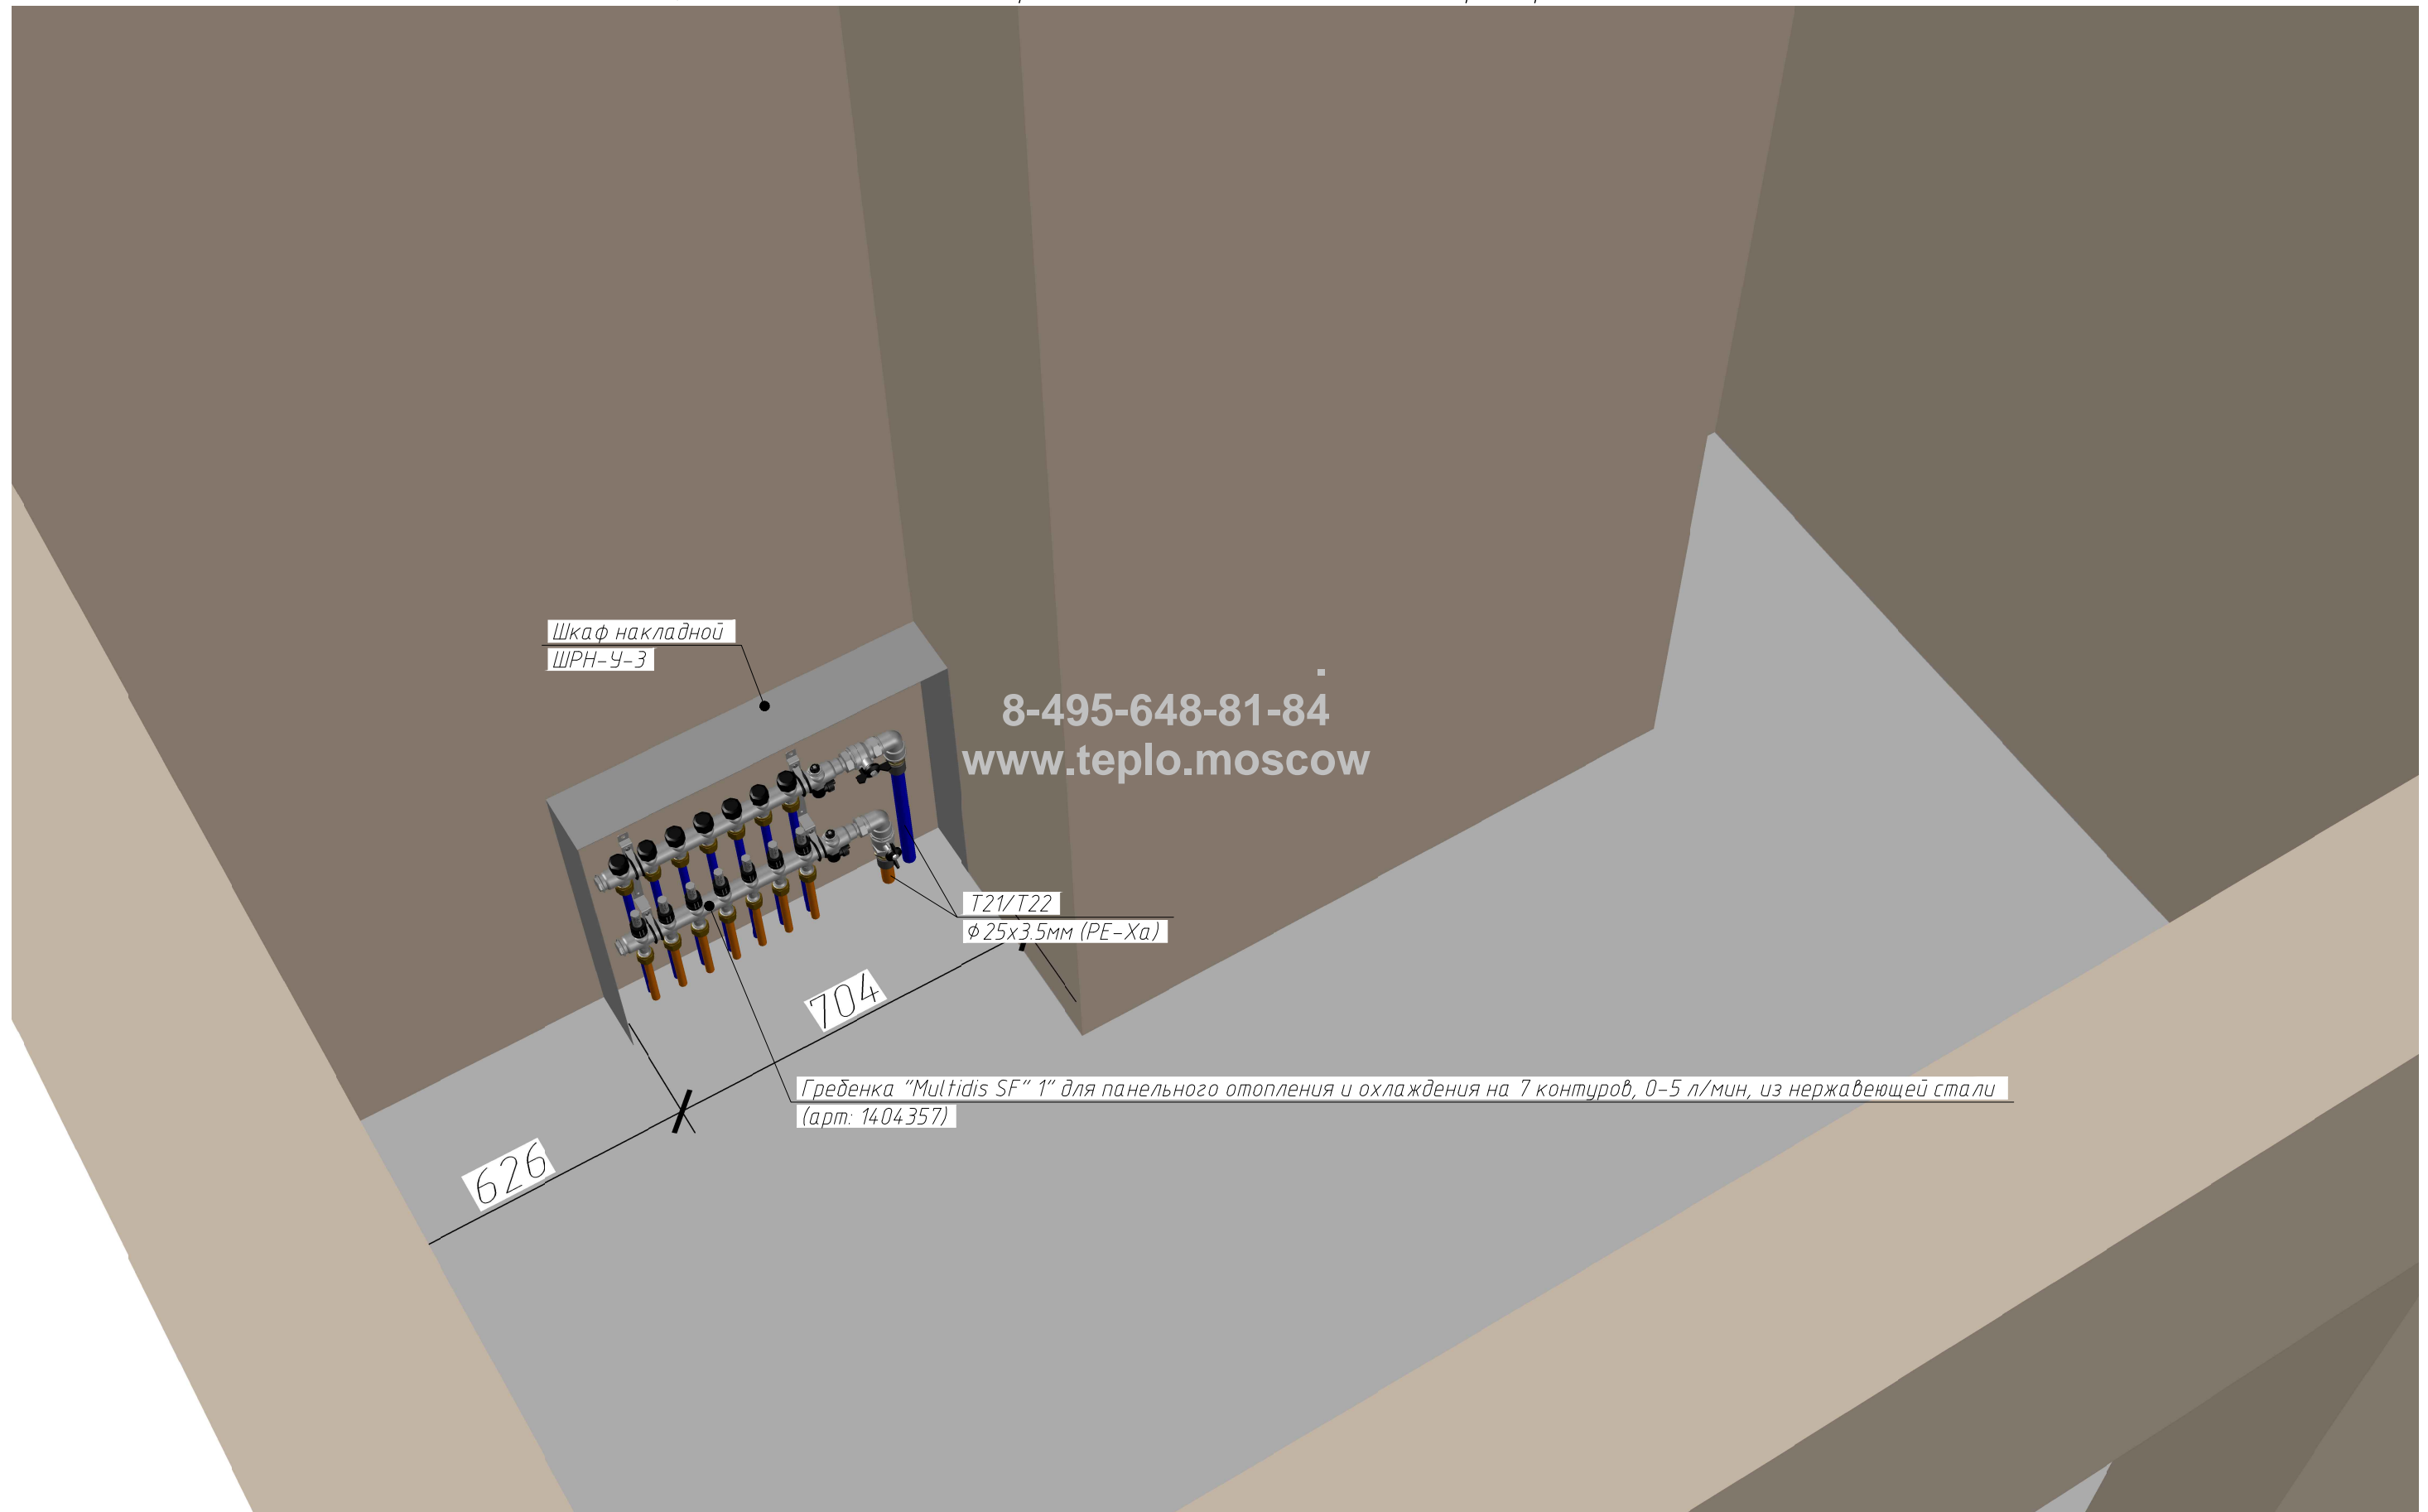 Шкаф накладной
ШРН-У-3
8-495-648-81-84
www.teplo.moscow
Т21/Т22
ϕ 25х3.5мм (PE-Xa)
704
Гребенка "Multidis SF" 1" для панельного отопления и охлаждения на 7 контуров, 0-5 л/мин, из нержавеющей стали
(арт: 1404357)
626